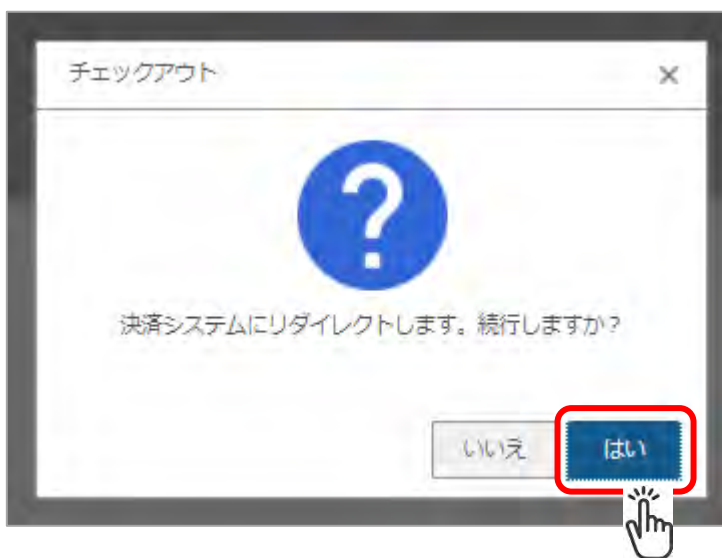 チェックアウト
決済システムにリダイレクトします。続行しますか？
いいえ はい